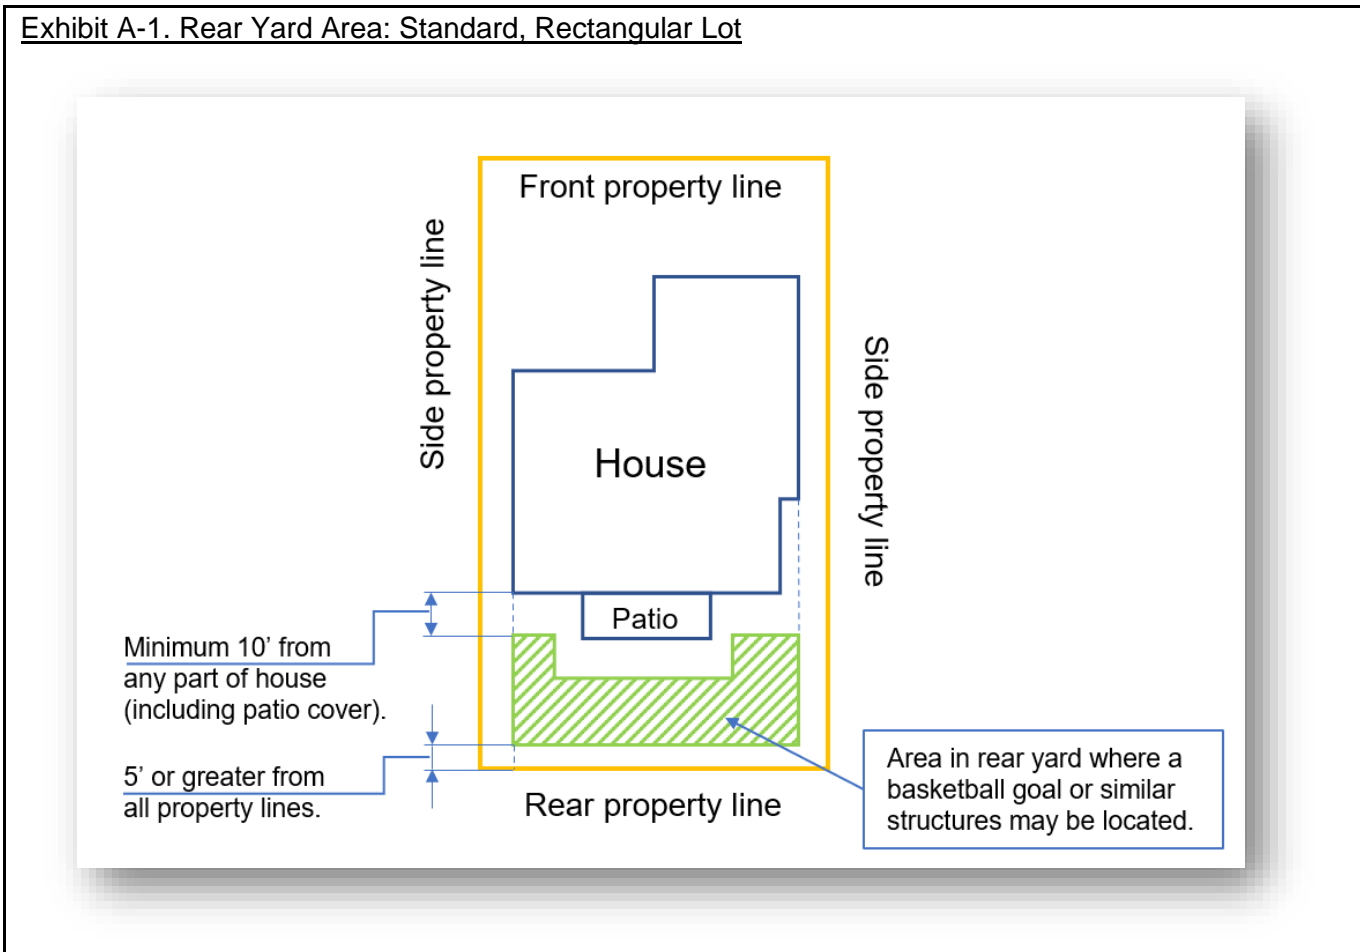 Exhibit A-1. Rear Yard Area: Standard, Rectangular Lot
Front property line
Side property line
Side property line
House
Patio
Minimum 10’ from
any part of house
(including patio cover).
5’ or greater from
all property lines.
Rear property line
Area in rear yard where a
basketball goal or similar
structures may be located.